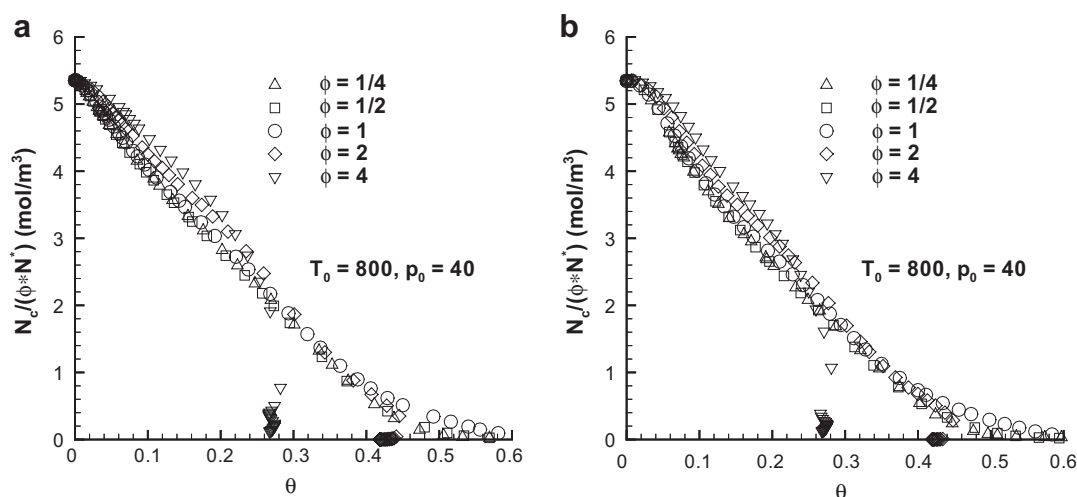 a
6
5
4
3
2
1
0
N_c/(ϕ*N^*) (mol/m^3)
ϕ = 1/4
ϕ = 1/2
ϕ = 1
ϕ = 2
ϕ = 4
T_0 = 800, p_0 = 40
0 0.1 0.2 0.3 0.4 0.5 0.6
θ
b
6
5
4
3
2
1
0
N_c/(ϕ*N^*) (mol/m^3)
ϕ = 1/4
ϕ = 1/2
ϕ = 1
ϕ = 2
ϕ = 4
T_0 = 800, p_0 = 40
0 0.1 0.2 0.3 0.4 0.5 0.6
θ